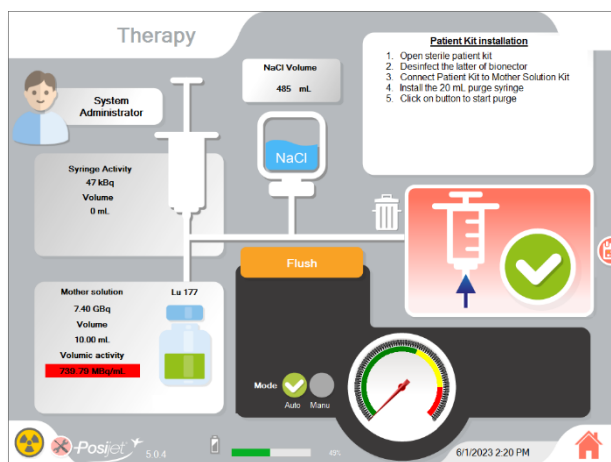 Therapy
System
Administrator
NaCl Volume
485 mL
Patient Kit installation
1. Open sterile patient kit
2. Desinfect the latter of bionector
3. Connect Patient Kit to Mother Solution Kit
4. Install the 20 mL purge syringe
5. Click on button to start purge
Syringe Activity
47 kBq
Volume
0 mL
NaCl
Flush
Mother solution
Lu 177
7.40 GBq
Volume
10.00 mL
Volumic activity
739.79 MBq/mL
Mode
Auto
Manu
Posijet
5.0.4
49%
6/1/2023 2:20 PM